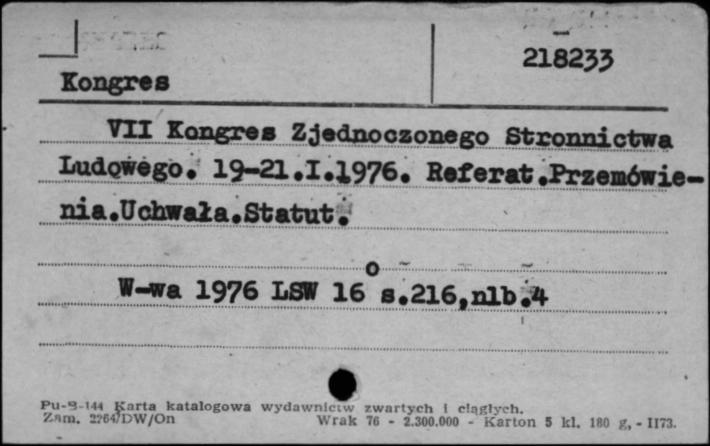 218233
Kongres
VII Kongres Zjednoczonego Stronnictwa
Ludowego. 19-21.I.1976. Referat.Przemówie-
nia.Uchwała.Statut.
W-wa 1976 LSW 16° s.216,nlb.4
Pu-B-144 Karta katalogowa wydawnictw zwartych i ciągłych.
Zam. 2264/DW/On Wrak 76 - 2.300.000 - Karton 5 kl. 180 g, - II73.